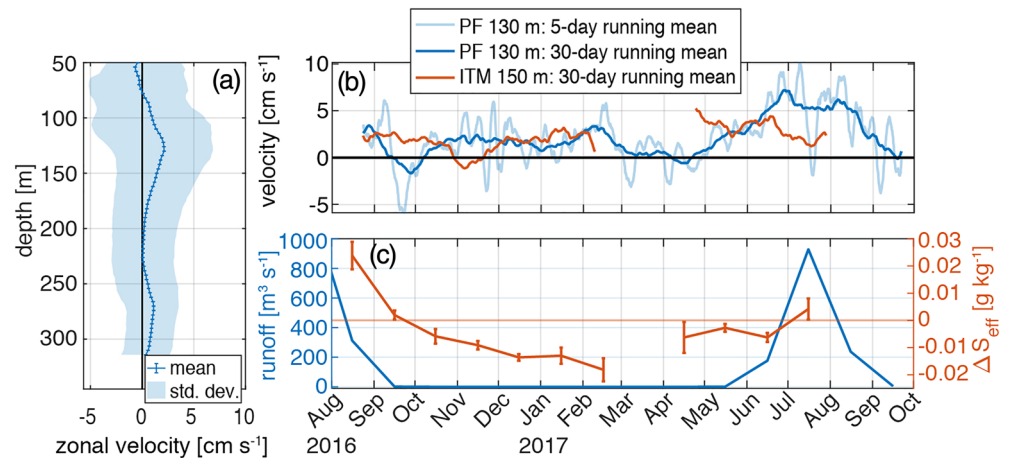 PF 130 m: 5-day running mean
PF 130 m: 30-day running mean
ITM 150 m: 30-day running mean
(a)
50
100
150
200
250
300
depth [m]
mean
std. dev.
-5
0
5
10
zonal velocity [cm s⁻¹]
(b)
10
5
0
-5
velocity [cm s⁻¹]
(c)
1000
800
600
400
200
0
runoff [m³ s⁻¹]
0.03
0.02
0.01
0
-0.01
-0.02
Δ S_eff [g kg⁻¹]
Aug Sep Oct Nov Dec Jan Feb Mar Apr May Jun Jul Aug Sep Oct
2016 2017